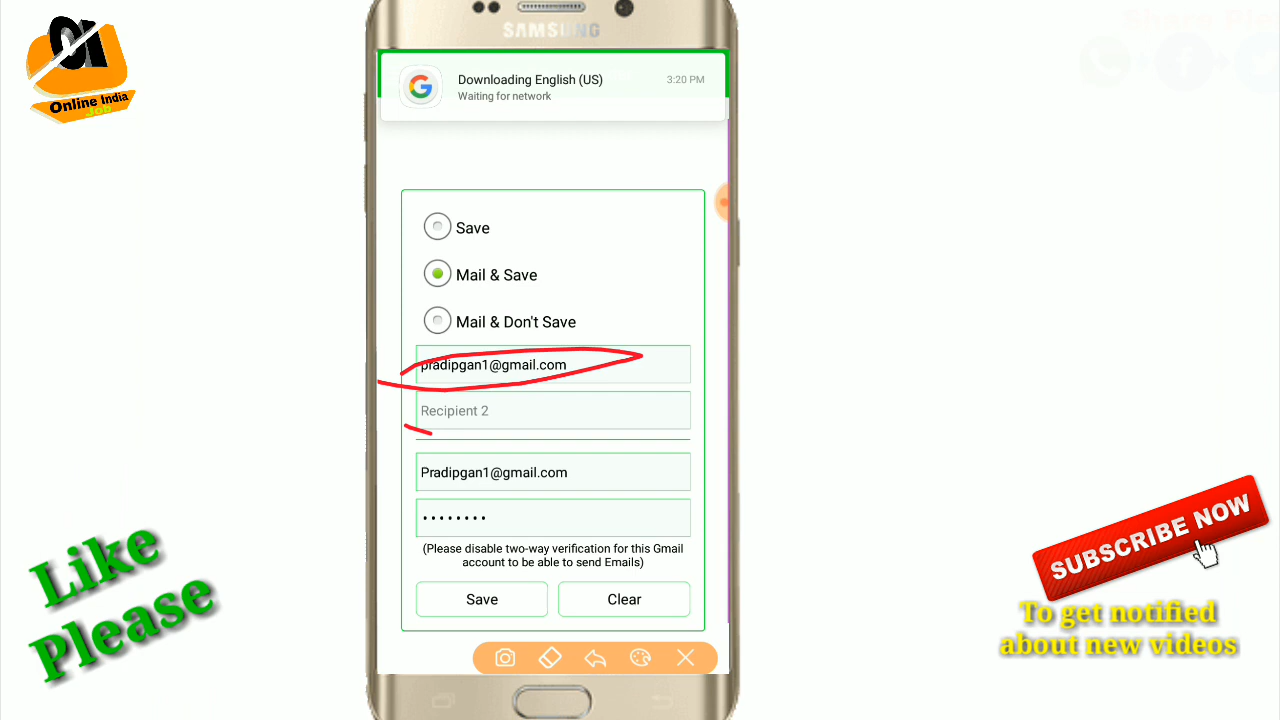 Online India
Job
SAMSUNG
Share
Downloading English (US)
3:20 PM
Waiting for network
Save
Mail & Save
Mail & Don't Save
pradipgan1@gmail.com
Recipient 2
Pradipgan1@gmail.com
••••••••
(Please disable two-way verification for this Gmail
account to be able to send Emails)
Save
Clear
Like
Please
SUBSCRIBE NOW
To get notified
about new videos